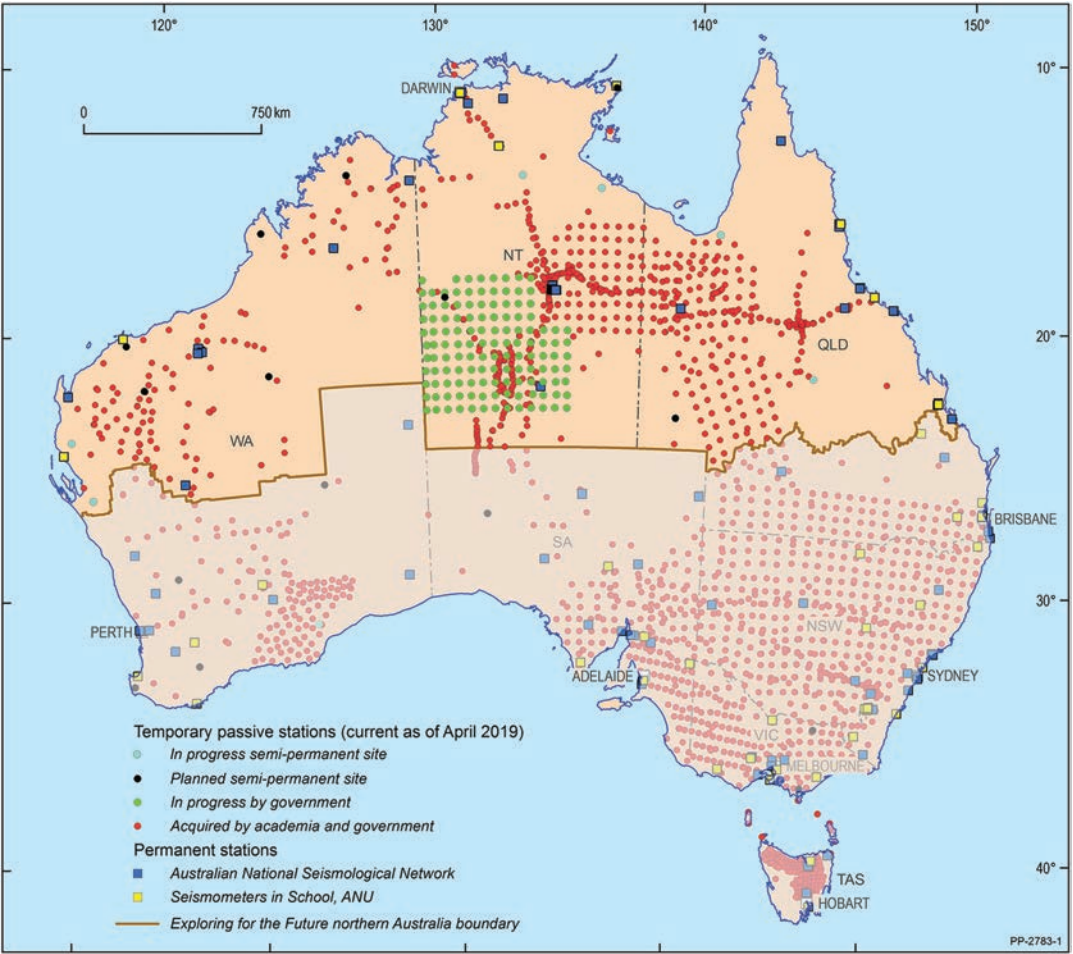 120°
130°
140°
150°
10°
DARWIN
0
750 km
NT
20°
QLD
WA
BRISBANE
SA
30°
PERTH
NSW
ADELAIDE
SYDNEY
Temporary passive stations (current as of April 2019)
VIC
In progress semi-permanent site
MELBOURNE
Planned semi-permanent site
In progress by government
Acquired by academia and government
Permanent stations
Australian National Seismological Network
40°
TAS
Seismometers in School, ANU
HOBART
Exploring for the Future northern Australia boundary
PP-2783-1